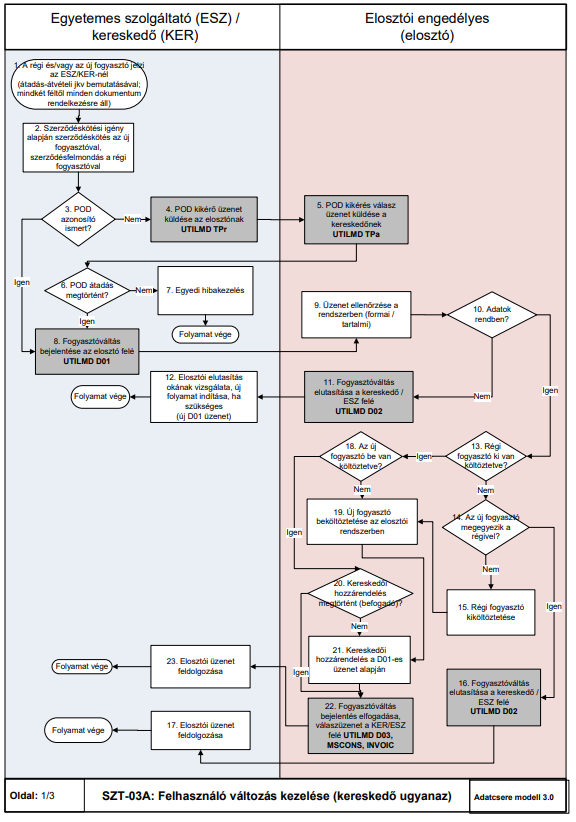 Egyetemes szolgáltató (ESZ) /
kereskedő (KER)
Elosztói engedélyes
(elosztó)
1. A régi és/vagy az új fogyasztó jelzi
az ESZ/KER-nél
(átadás-átvételi jkv bemutatásával;
mindkét féltől minden dokumentum
rendelkezésre áll)
2. Szerződéskötési igény
alapján szerződéskötés az új
fogyasztóval,
szerződésfelmondás a régi
fogyasztóval
3. POD
azonosító
ismert?
Nem
4. POD kikérő üzenet
küldése az elosztónak
UTILMD TPr
5. POD kikérés válasz
üzenet küldése a
kereskedőnek
UTILMD TPa
Igen
6. POD átadás
megtörtént?
Nem
7. Egyedi hibakezelés
Igen
Folyamat vége
8. Fogyasztóváltás
bejelentése az elosztó felé
UTILMD D01
9. Üzenet ellenőrzése a
rendszerben (formai /
tartalmi)
10. Adatok
rendben?
Igen
Nem
11. Fogyasztóváltás
elutasítása a kereskedő /
ESZ felé
UTILMD D02
12. Elosztói elutasítás
okának vizsgálata, új
folyamat indítása, ha
szükséges
(új D01 üzenet)
Folyamat vége
18. Az új
fogyasztó be van
költöztetve?
Igen
13. Régi
fogyasztó ki van
költöztetve?
Nem
Nem
19. Új fogyasztó
beköltöztetése az elosztói
rendszerben
14. Az új fogyasztó
megegyezik a
régivel?
Igen
Nem
20. Kereskedői
hozzárendelés
megtörtént (befogadó)?
15. Régi fogyasztó
kiköltöztetése
Igen
Nem
21. Kereskedői
hozzárendelés a D01-es
üzenet alapján
Igen
23. Elosztói üzenet
feldolgozása
Folyamat vége
16. Fogyasztóváltás
elutasítása a kereskedő /
ESZ felé
UTILMD D02
22. Fogyasztóváltás
bejelentés elfogadása,
válaszüzenet a KER/ESZ
felé UTILMD D03,
MSCONS, INVOIC
17. Elosztói üzenet
feldolgozása
Folyamat vége
Oldal: 1/3
SZT-03A: Felhasználó változás kezelése (kereskedő ugyanaz)
Adatcsere modell 3.0